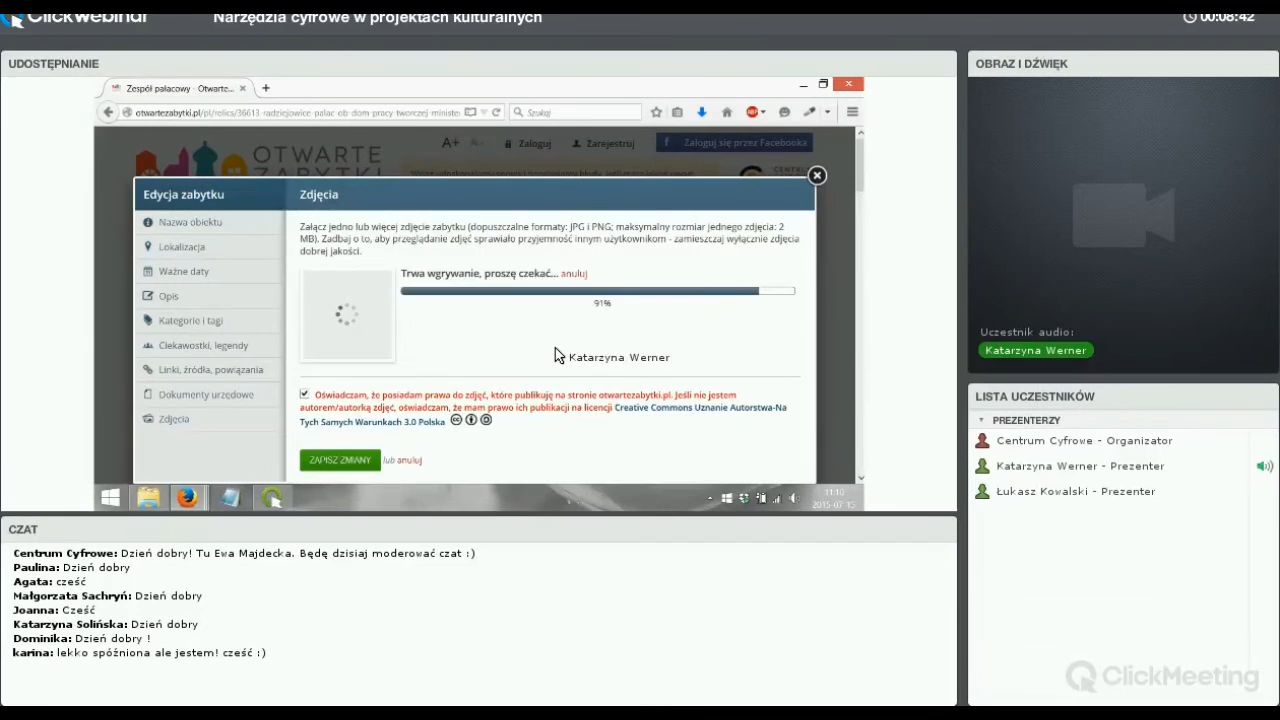 ClickWebinar
Narzędzia cyfrowe w projektach kulturalnych
00:08:42
UDOSTĘPNIANIE
Zespół pałacowy - Otwarte...
otwartezabytki.pl/pl/relics/36613-radziejowice-palac-ob-dom-pracy-tworczej-ministe
Szukaj
ABP
A+
A-
Zaloguj
Zarejestruj
f Zaloguj się przez Facebooka
OTWARTE
ZABYTKI
CENTR
Edycja zabytku
Zdjęcia
Nazwa obiektu
Lokalizacja
Ważne daty
Opis
Kategorie i tagi
Ciekawostki, legendy
Linki, źródła, powiązania
Dokumenty urzędowe
Zdjęcia
Załącz jedno lub więcej zdjęcie zabytku (dopuszczalne formaty: JPG i PNG; maksymalny rozmiar jednego zdjęcia: 2
MB). Zadbaj o to, aby przeglądanie zdjęć sprawiało przyjemność innym użytkownikom - zamieszczaj wyłącznie zdjęcia
dobrej jakości.
Trwa wgrywanie, proszę czekać... anuluj
91%
Katarzyna Werner
Oświadczam, że posiadam prawa do zdjęć, które publikuję na stronie otwartezabytki.pl. Jeśli nie jestem
autorem/autorką zdjęć, oświadczam, że mam prawo ich publikacji na licencji Creative Commons Uznanie Autorstwa-Na
Tych Samych Warunkach 3.0 Polska
ZAPISZ ZMIANY lub anuluj
11:10
2015-07-15
OBRAZ I DŹWIĘK
Uczestnik audio:
Katarzyna Werner
LISTA UCZESTNIKÓW
PREZENTERZY
Centrum Cyfrowe - Organizator
Katarzyna Werner - Prezenter
Łukasz Kowalski - Prezenter
CZAT
Centrum Cyfrowe: Dzień dobry! Tu Ewa Majdecka. Będę dzisiaj moderować czat :)
Paulina: Dzień dobry
Agata: cześć
Małgorzata Sachryń: Dzień dobry
Joanna: Cześć
Katarzyna Solińska: Dzień dobry
Dominika: Dzień dobry !
karina: lekko spóźniona ale jestem! cześć :)
ClickMeeting